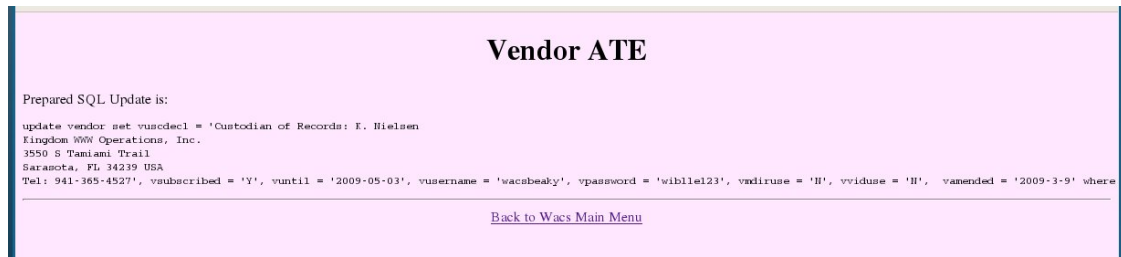 Vendor ATE
Prepared SQL Update is:
update vendor set vuscdecl = 'Custodian of Records: K. Nielsen
Kingdom WWW Operations, Inc.
3550 S Tamiami Trail
Sarasota, FL 34239 USA
Tel: 941-365-4527', vsubscribed = 'Y', vuntil = '2009-05-03', vusername = 'wacsbeaky', vpassword = 'wiblle123', vmdiruse = 'N', vviduse = 'N',  vamended = '2009-3-9' where
Back to Wacs Main Menu